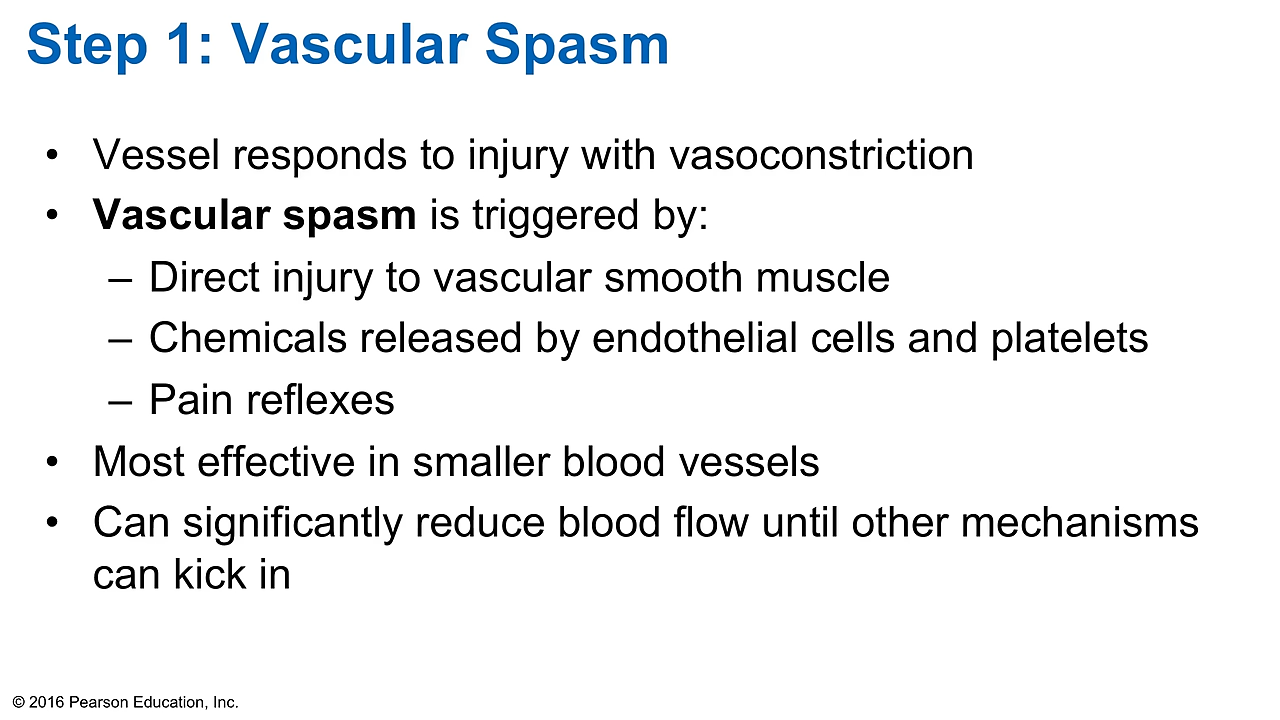 Step 1: Vascular Spasm
• Vessel responds to injury with vasoconstriction
• Vascular spasm is triggered by:
– Direct injury to vascular smooth muscle
– Chemicals released by endothelial cells and platelets
– Pain reflexes
• Most effective in smaller blood vessels
• Can significantly reduce blood flow until other mechanisms
can kick in
© 2016 Pearson Education, Inc.